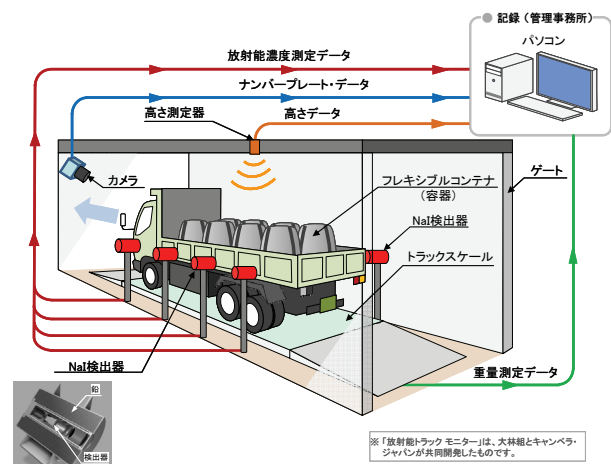 ● 記録（管理事務所）
パソコン
放射能濃度測定データ
ナンバープレート・データ
高さ測定器
高さデータ
カメラ
ゲート
フレキシブルコンテナ
（容器）
NaI検出器
トラックスケール
NaI検出器
重量測定データ
鉛
検出器
※「放射能トラック モニター」は、大林組とキャンベラ・
ジャパンが共同開発したものです。